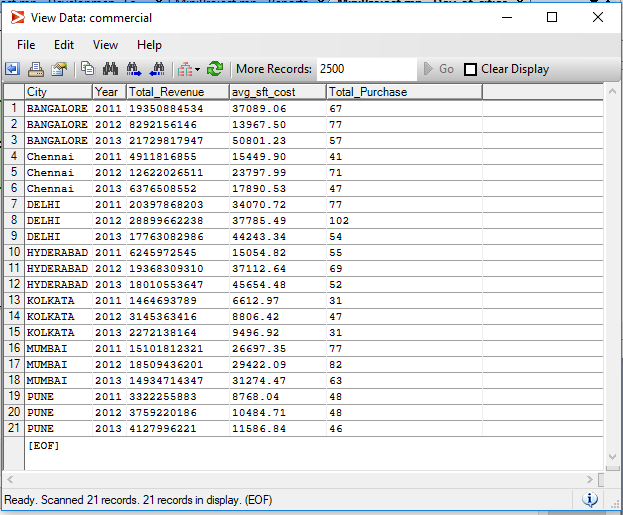 View Data: commercial
File Edit View Help
More Records: 2500 Go Clear Display
City Year Total_Revenue avg_sft_cost Total_Purchase
1 BANGALORE 2011 19350884534 37089.06 67
2 BANGALORE 2012 8292156146 13967.50 77
3 BANGALORE 2013 21729817947 50801.23 57
4 Chennai 2011 4911816855 15449.90 41
5 Chennai 2012 12622026511 23797.99 71
6 Chennai 2013 6376508552 17890.53 47
7 DELHI 2011 20397868203 34070.72 77
8 DELHI 2012 28899662238 37785.49 102
9 DELHI 2013 17763082986 44243.34 54
10 HYDERABAD 2011 6245972545 15054.82 55
11 HYDERABAD 2012 19368309310 37112.64 69
12 HYDERABAD 2013 18010553647 45654.48 52
13 KOLKATA 2011 1464693789 6612.97 31
14 KOLKATA 2012 3145363416 8806.42 47
15 KOLKATA 2013 2272138164 9496.92 31
16 MUMBAI 2011 15101812321 26697.35 77
17 MUMBAI 2012 18509436201 29422.09 82
18 MUMBAI 2013 14934714347 31274.47 63
19 PUNE 2011 3322255883 8768.04 48
20 PUNE 2012 3759220186 10484.71 48
21 PUNE 2013 4127996221 11586.84 46
[EOF]
Ready. Scanned 21 records. 21 records in display. (EOF)